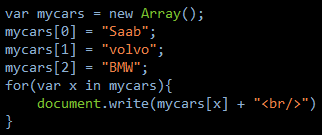 var mycars = new Array();
mycars[0] = "Saab";
mycars[1] = "volvo";
mycars[2] = "BMW";
for(var x in mycars){
    document.write(mycars[x] + "<br/>")
}